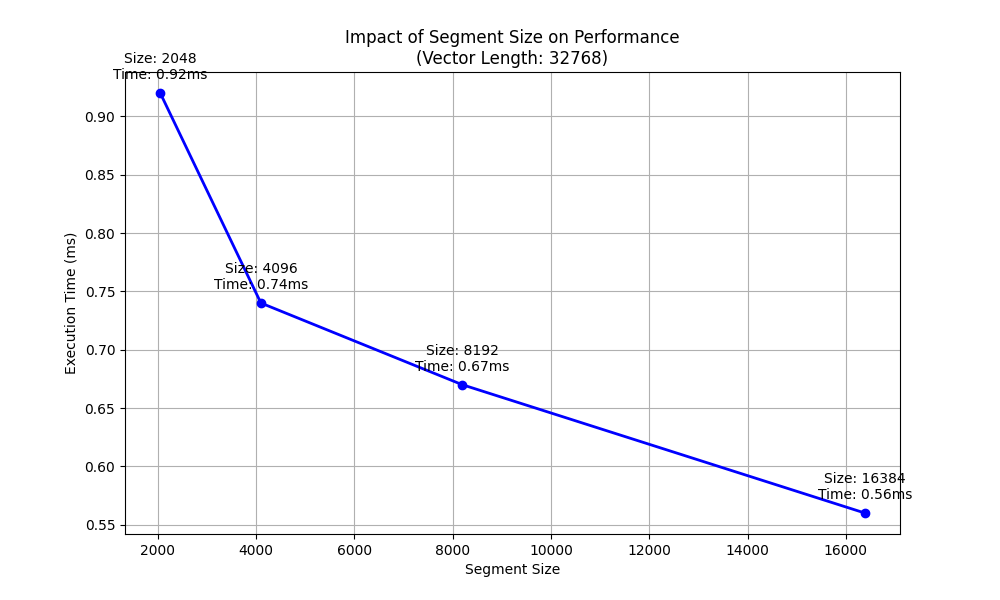 Impact of Segment Size on Performance
(Vector Length: 32768)
Size: 2048
Time: 0.92ms
0.90
0.85
0.80
Size: 4096
Time: 0.74ms
0.75
Execution Time (ms)
0.70
Size: 8192
Time: 0.67ms
0.65
0.60
Size: 16384
Time: 0.56ms
0.55
2000
4000
6000
8000
10000
12000
14000
16000
Segment Size